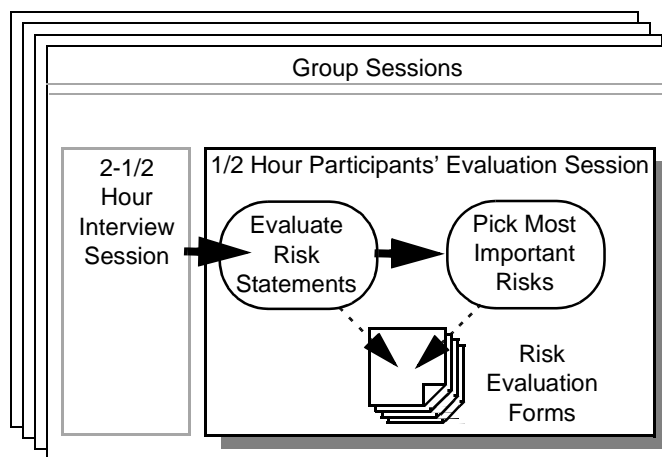 Group Sessions
2-1/2
Hour
Interview
Session
1/2 Hour Participants’ Evaluation Session
Evaluate
Risk
Statements
Pick Most
Important
Risks
Risk
Evaluation
Forms